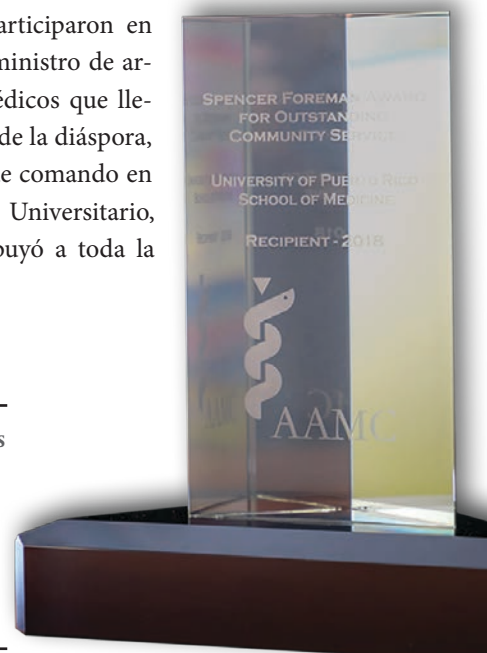 articiparon en
ministro de ar-
édicos que lle-
de la diáspora,
e comando en
Universitario,
buyó a toda la
s
SPENCER FOREMAN AWARD
FOR OUTSTANDING
COMMUNITY SERVICE
UNIVERSITY OF PUERTO RICO
SCHOOL OF MEDICINE
RECIPIENT - 2018
AAMC